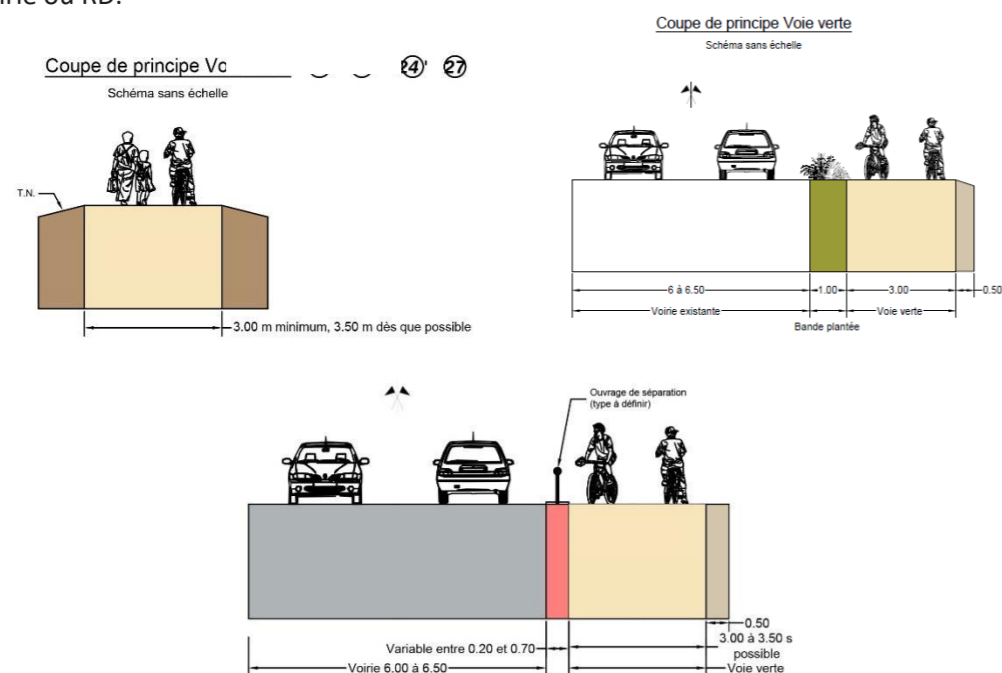 Coupe de principe Voie verte
Schéma sans échelle
Coupe de principe
24 27
Schéma sans échelle
T.N.
3.00 m minimum, 3.50 m dès que possible
6 à 6.50
1.00
3.00
0.50
Voirie existante
Voie verte
Bande plantée
Ouvrage de séparation
(type à définir)
0.50
Variable entre 0.20 et 0.70
3.00 à 3.50 s
possible
Voirie 6.00 à 6.50
Voie verte